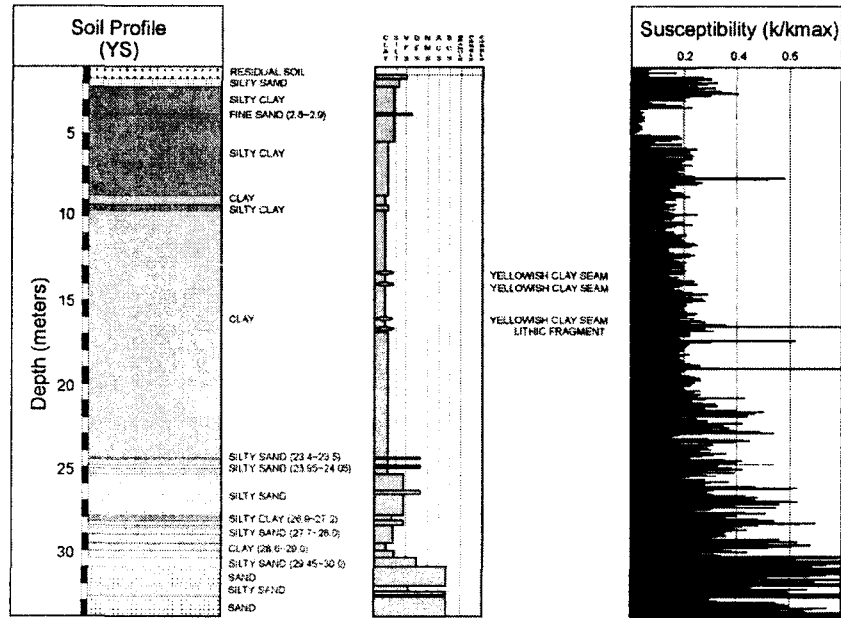 Soil Profile
(YS)
Susceptibility (k/kmax)
0.2 0.4 0.6
RESIDUAL SOIL
SILTY SAND
SILTY CLAY
FINE SAND (2.8-2.9)
5
SILTY CLAY
CLAY
10
SILTY CLAY
YELLOWISH CLAY SEAM
YELLOWISH CLAY SEAM
15
CLAY
YELLOWISH CLAY SEAM
LITHIC FRAGMENT
Depth (meters)
20
SILTY SAND (23.4-23.5)
25
SILTY SAND (23.95-24.05)
SILTY SAND
SILTY CLAY (26.9-27.2)
SILTY SAND (27.7-28.0)
30
CLAY (28.6-29.0)
SILTY SAND (29.45-30.0)
SAND
SILTY SAND
SAND